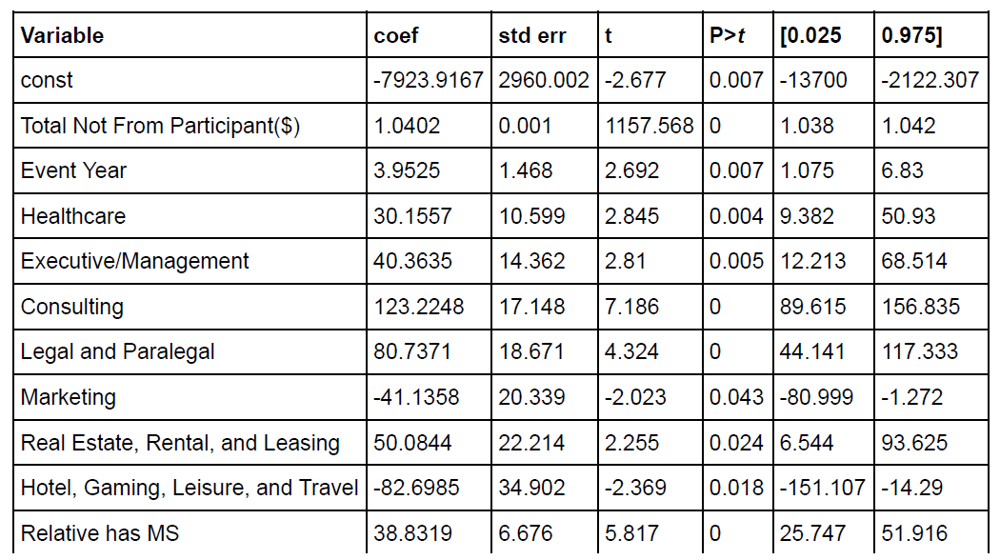 Variable coef std err t P>t [0.025 0.975]
const -7923.9167 2960.002 -2.677 0.007 -13700 -2122.307
Total Not From Participant($) 1.0402 0.001 1157.568 0 1.038 1.042
Event Year 3.9525 1.468 2.692 0.007 1.075 6.83
Healthcare 30.1557 10.599 2.845 0.004 9.382 50.93
Executive/Management 40.3635 14.362 2.81 0.005 12.213 68.514
Consulting 123.2248 17.148 7.186 0 89.615 156.835
Legal and Paralegal 80.7371 18.671 4.324 0 44.141 117.333
Marketing -41.1358 20.339 -2.023 0.043 -80.999 -1.272
Real Estate, Rental, and Leasing 50.0844 22.214 2.255 0.024 6.544 93.625
Hotel, Gaming, Leisure, and Travel -82.6985 34.902 -2.369 0.018 -151.107 -14.29
Relative has MS 38.8319 6.676 5.817 0 25.747 51.916